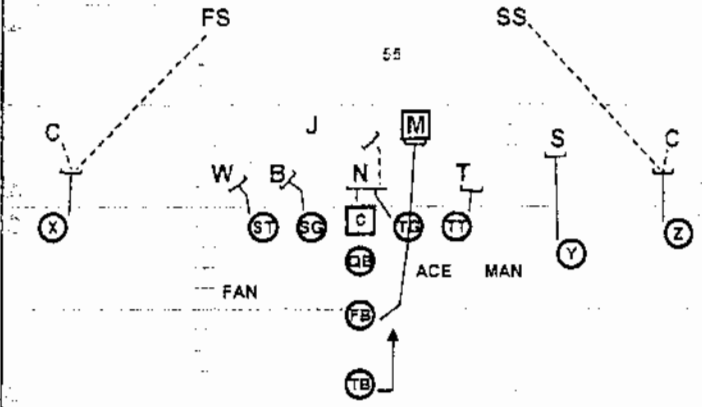 FS SS
55
C J M S C
W B N T
X ST SG C TG TT Y Z
QB
ACE MAN
FAN
FB
TB